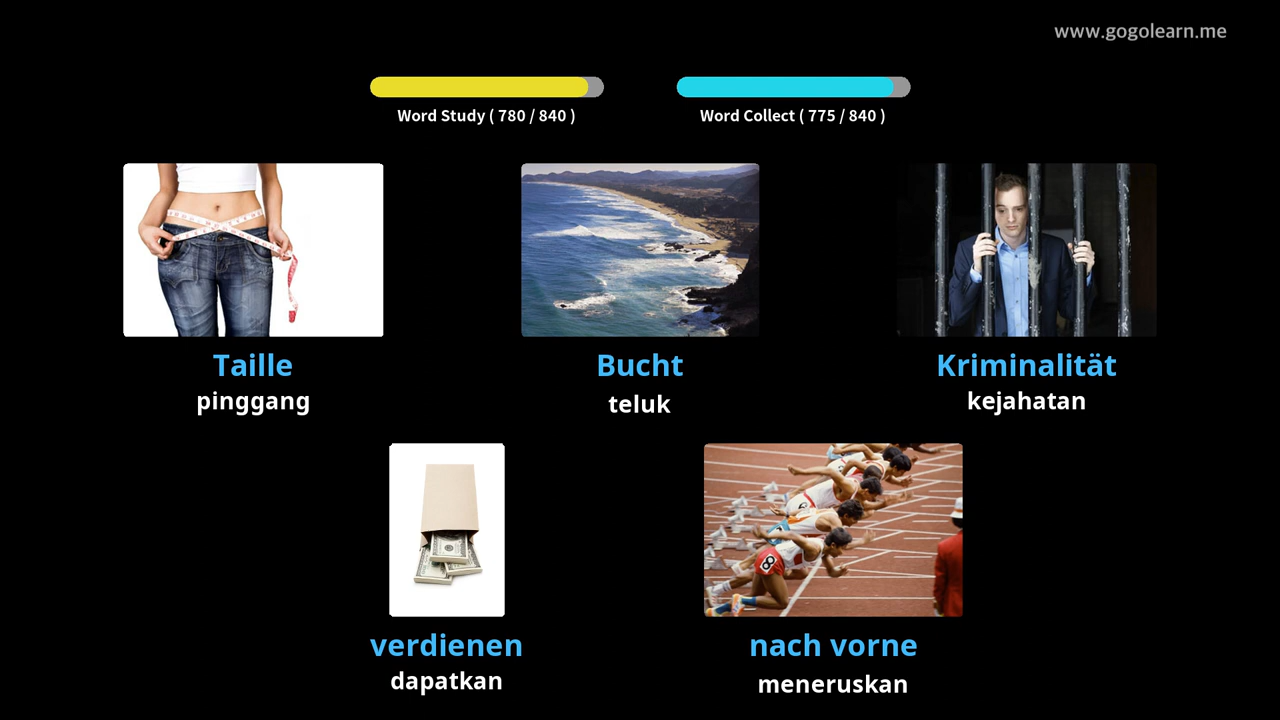 www.gogolearn.me
Word Study ( 780 / 840 )
Word Collect ( 775 / 840 )
Taille
pinggang
Bucht
teluk
Kriminalität
kejahatan
verdienen
dapatkan
nach vorne
meneruskan